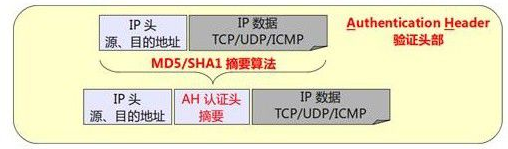 IP 头
源、目的地址
IP 数据
TCP/UDP/ICMP
Authentication Header
验证头部
MD5/SHA1 摘要算法
IP 头
源、目的地址
AH 认证头
摘要
IP 数据
TCP/UDP/ICMP